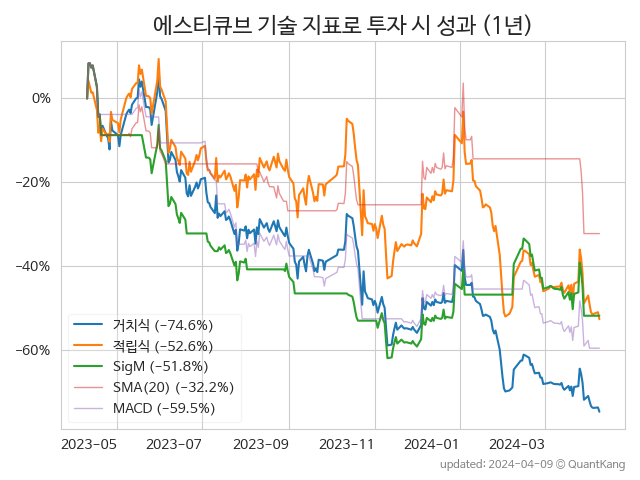 에스티큐브 기술 지표로 투자 시 성과 (1년)
0%
−20%
−40%
−60%
거치식 (−74.6%)
적립식 (−52.6%)
SigM (−51.8%)
SMA(20) (−32.2%)
MACD (−59.5%)
2023−05 2023−07 2023−09 2023−11 2024−01 2024−03
updated: 2024−04−09 © QuantKang